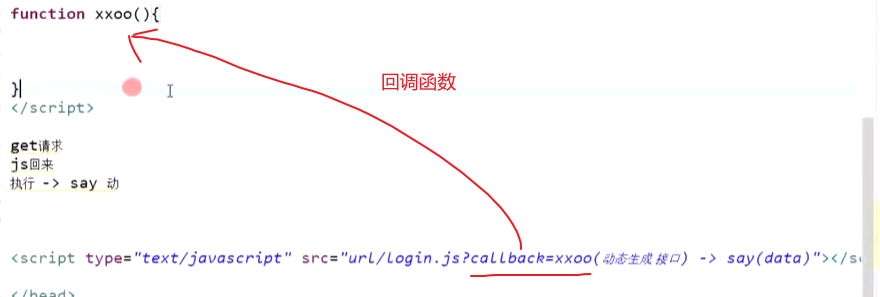 function xxoo(){
回调函数
}
</script>
get请求
js回来
执行 -> say 动
<script type="text/javascript" src="url/login.js?callback=xxoo(动态生成 接口) -> say(data)"></
</head>